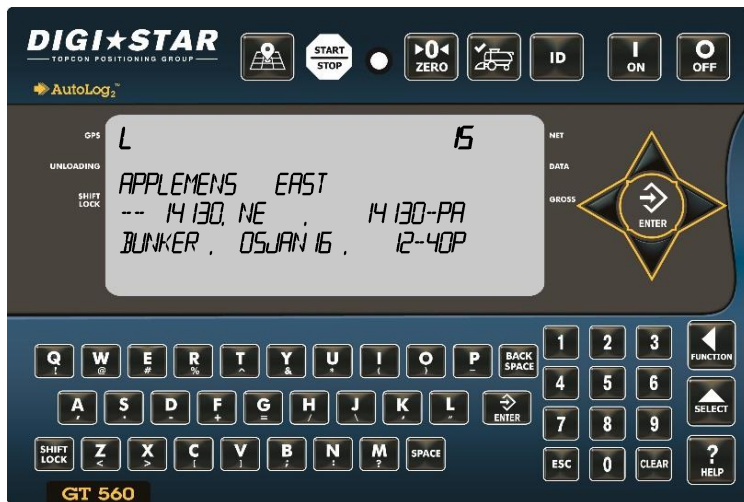 DIGI★STAR
TOPCON POSITIONING GROUP
AutoLog2™
START
STOP
▶0◀
ZERO
ID
I
ON
O
OFF
GPS
UNLOADING
SHIFT
LOCK
L 15
APPLEMENS EAST
-- 14130, NE , 14130-PA
BUNKER , 05JAN16 , 12-40P
NET
DATA
GROSS
ENTER
Q ! W @ E # R % T ^ Y & U * I ( O ) P _ BACK SPACE
A , S . D - F + G = H / J \ K , L " ENTER
SHIFT LOCK Z < X > C [ V ] B ; N : M ? SPACE
1 2 3 FUNCTION
4 5 6 SELECT
7 8 9
ESC 0 CLEAR ? HELP
GT 560